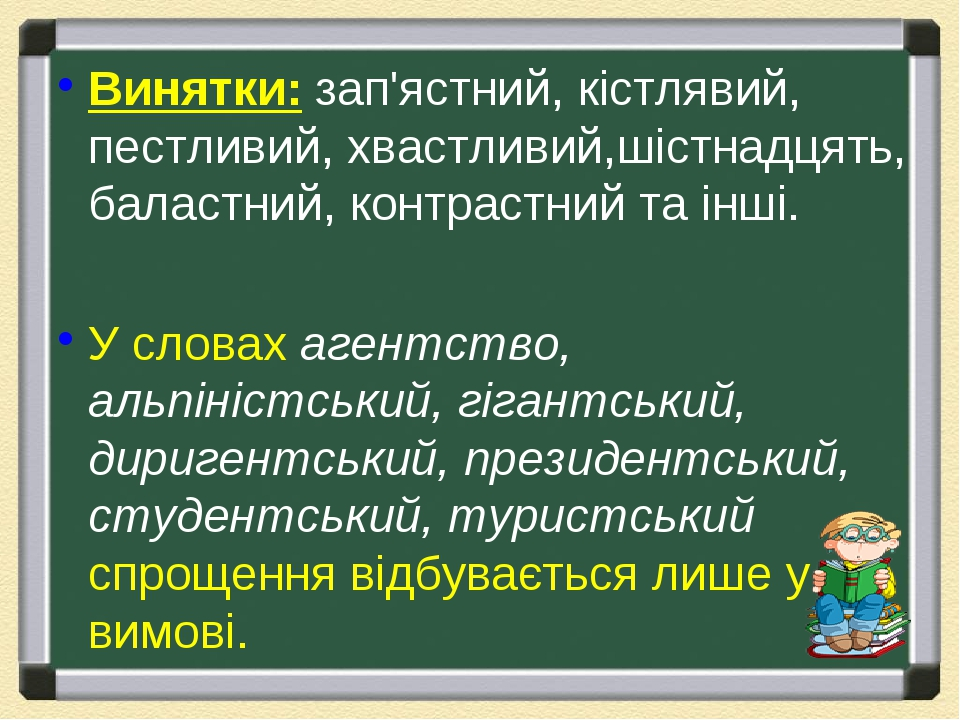 Винятки: зап'ястний, кістлявий,
пестливий, хвастливий,шістнадцять,
баластний, контрастний та інші.
У словах агентство,
альпіністський, гігантський,
диригентський, президентський,
студентський, туристський
спрощення відбувається лише у
вимові.